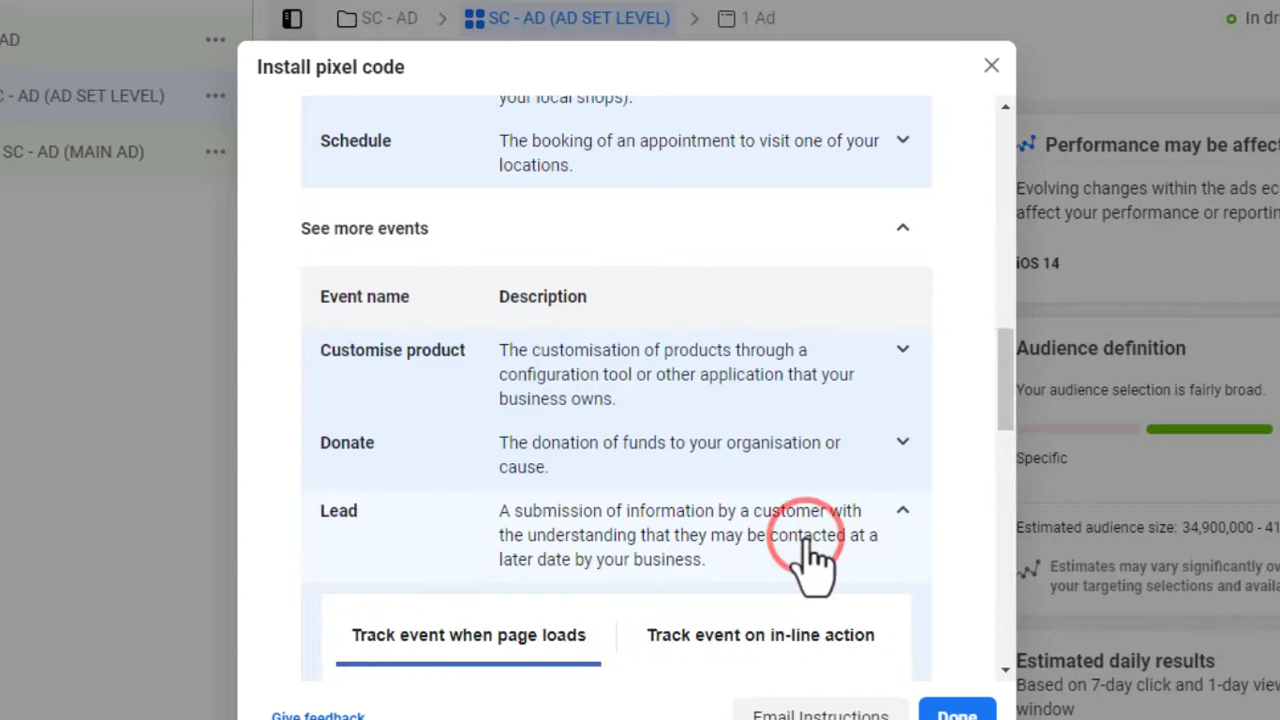 SC - AD
SC - AD (AD SET LEVEL)
1 Ad
In dr
AD
C - AD (AD SET LEVEL)
SC - AD (MAIN AD)
Install pixel code
your local shops).
Schedule
The booking of an appointment to visit one of your
locations.
See more events
Event name
Description
Customise product
The customisation of products through a
configuration tool or other application that your
business owns.
Donate
The donation of funds to your organisation or
cause.
Lead
A submission of information by a customer with
the understanding that they may be contacted at a
later date by your business.
Track event when page loads
Track event on in-line action
Give feedback
Email Instructions
Done
Performance may be affect
Evolving changes within the ads ec
affect your performance or reporting
iOS 14
Audience definition
Your audience selection is fairly broad.
Specific
Estimated audience size: 34,900,000 - 41
Estimates may vary significantly ov
your targeting selections and availa
Estimated daily results
Based on 7-day click and 1-day view
window